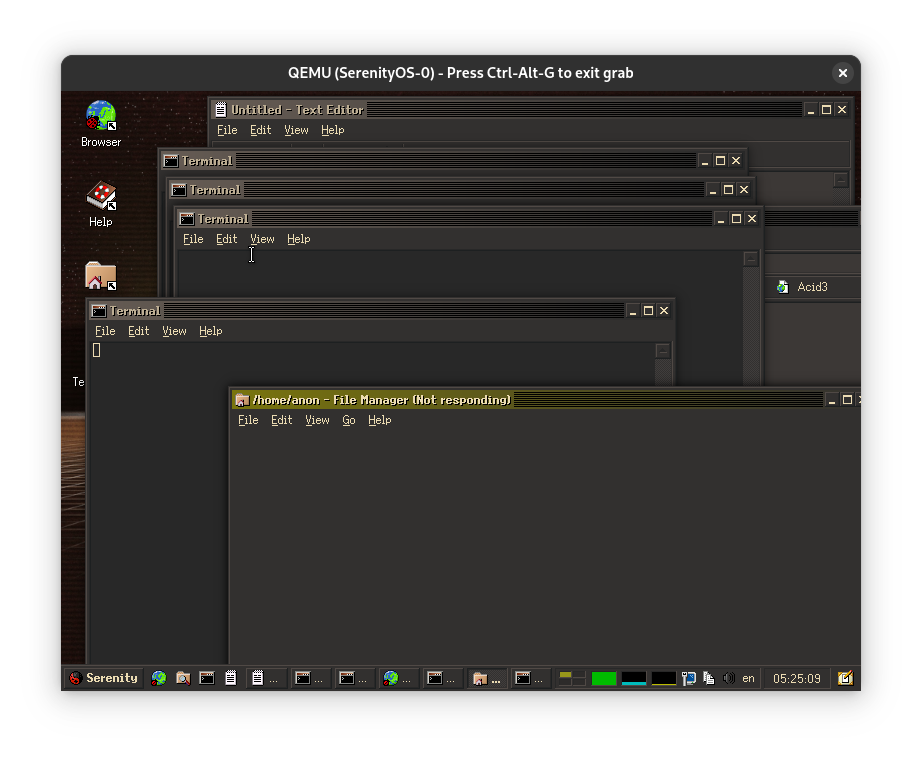 QEMU (SerenityOS-0) - Press Ctrl-Alt-G to exit grab
Browser
Help
Te
Untitled - Text Editor
File Edit View Help
Terminal
Terminal
Terminal
File Edit View Help
Acid3
Terminal
File Edit View Help
/home/anon - File Manager (Not responding)
File Edit View Go Help
Serenity ... ... ... ... ... ... ... en 05:25:09